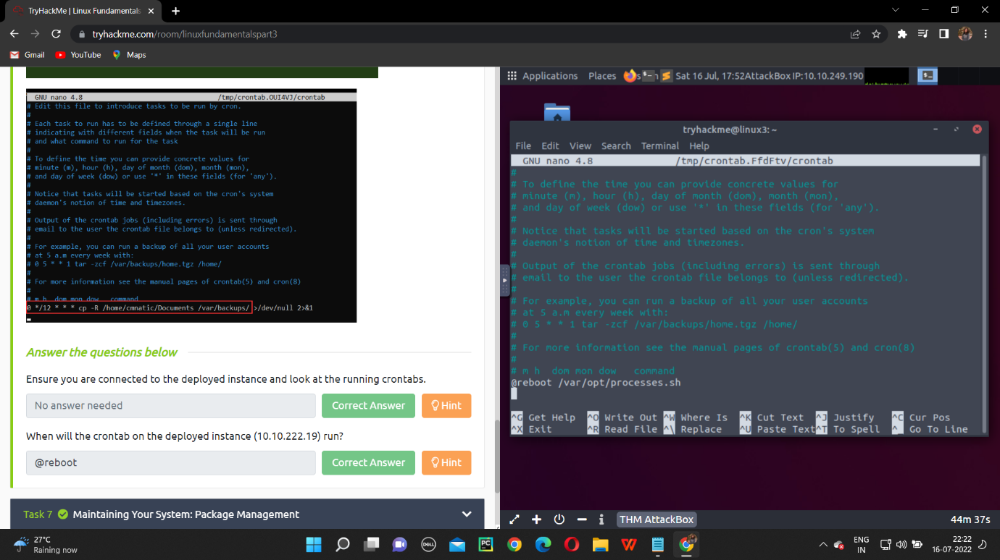 TryHackMe | Linux Fundamentals
tryhackme.com/room/linuxfundamentalspart3
Gmail
YouTube
Maps
GNU nano 4.8 /tmp/crontab.OUI4VJ/crontab
# Edit this file to introduce tasks to be run by cron.
#
# Each task to run has to be defined through a single line
# indicating with different fields when the task will be run
# and what command to run for the task
#
# To define the time you can provide concrete values for
# minute (m), hour (h), day of month (dom), month (mon),
# and day of week (dow) or use '*' in these fields (for 'any').
#
# Notice that tasks will be started based on the cron's system
# daemon's notion of time and timezones.
#
# Output of the crontab jobs (including errors) is sent through
# email to the user the crontab file belongs to (unless redirected).
#
# For example, you can run a backup of all your user accounts
# at 5 a.m every week with:
# 0 5 * * 1 tar -zcf /var/backups/home.tgz /home/
#
# For more information see the manual pages of crontab(5) and cron(8)
#
# m h dom mon dow command
0 */12 * * * cp -R /home/cmnatic/Documents /var/backups/ >/dev/null 2>&1
Answer the questions below
Ensure you are connected to the deployed instance and look at the running crontabs.
No answer needed
Correct Answer
Hint
When will the crontab on the deployed instance (10.10.222.19) run?
@reboot
Correct Answer
Hint
Task 7 Maintaining Your System: Package Management
Applications Places Sat 16 Jul, 17:52 AttackBox IP:10.10.249.190
tryhackme@linux3: ~
File Edit View Search Terminal Help
GNU nano 4.8 /tmp/crontab.FfdFtv/crontab
#
# To define the time you can provide concrete values for
# minute (m), hour (h), day of month (dom), month (mon),
# and day of week (dow) or use '*' in these fields (for 'any').
#
# Notice that tasks will be started based on the cron's system
# daemon's notion of time and timezones.
#
# Output of the crontab jobs (including errors) is sent through
# email to the user the crontab file belongs to (unless redirected).
#
# For example, you can run a backup of all your user accounts
# at 5 a.m every week with:
# 0 5 * * 1 tar -zcf /var/backups/home.tgz /home/
#
# For more information see the manual pages of crontab(5) and cron(8)
#
# m h dom mon dow command
@reboot /var/opt/processes.sh
^G Get Help ^O Write Out ^W Where Is ^K Cut Text ^J Justify ^C Cur Pos
^X Exit ^R Read File ^\ Replace ^U Paste Text ^T To Spell ^_ Go To Line
THM AttackBox
44m 37s
27°C
Raining now
DELL
PC
ENG
IN
22:22
16-07-2022